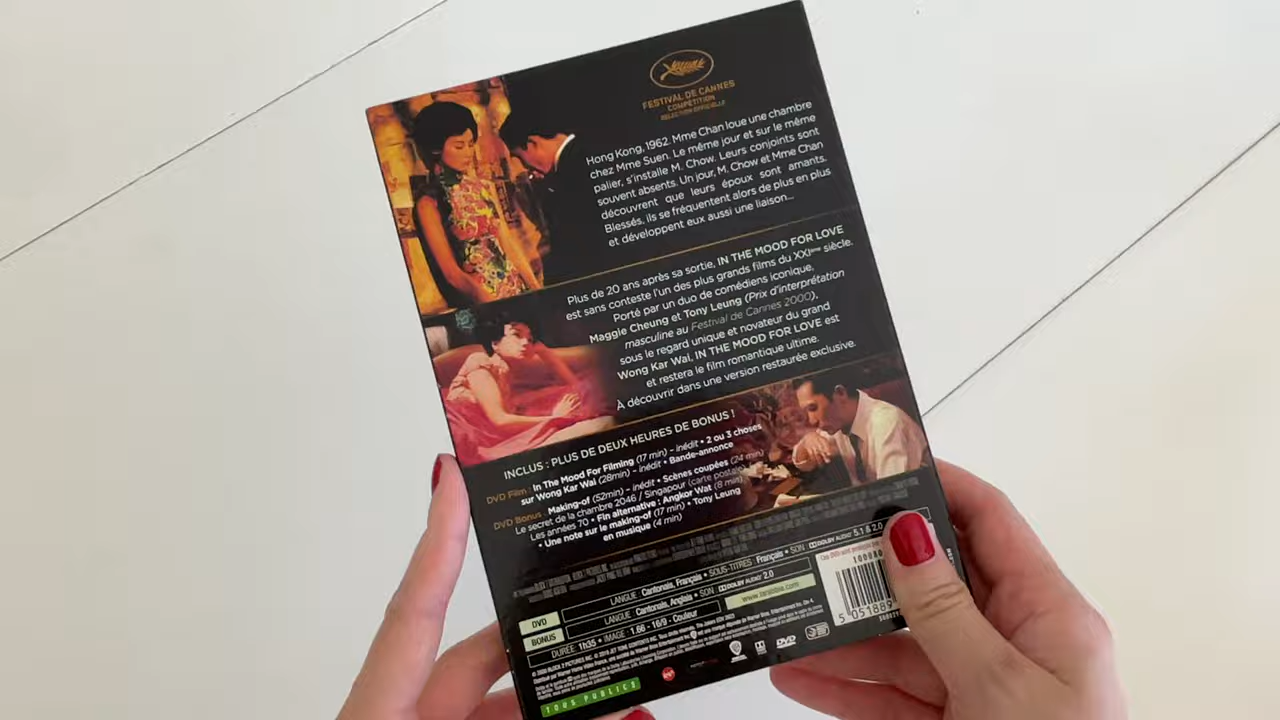 FESTIVAL DE CANNES
COMPÉTITION
SÉLECTION OFFICIELLE
Hong Kong, 1962. Mme Chan loue une chambre
chez Mme Suen. Le même jour et sur le même
palier, s'installe M. Chow. Leurs conjoints sont
souvent absents. Un jour, M. Chow et Mme Chan
découvrent que leurs époux sont amants.
Blessés, ils se fréquentent alors de plus en plus
et développent eux aussi une liaison...
Plus de 20 ans après sa sortie, IN THE MOOD FOR LOVE
est sans conteste l'un des plus grands films du XXIème siècle.
Porté par un duo de comédiens iconique,
Maggie Cheung et Tony Leung (Prix d'interprétation
masculine au Festival de Cannes 2000),
sous le regard unique et novateur du grand
Wong Kar Wai, IN THE MOOD FOR LOVE est
et restera le film romantique ultime.
À découvrir dans une version restaurée exclusive.
INCLUS : PLUS DE DEUX HEURES DE BONUS !
DVD Film : In The Mood For Filming (17 min) - inédit • 2 ou 3 choses
sur Wong Kar Wai (28min) - inédit • Bande-annonce
DVD Bonus : Making-of (52min) - inédit • Scènes coupées (24 min)
Le secret de la chambre 2046 / Singapour (carte postale) /
Les années 70 • Fin alternative : Angkor Wat (8 min)
• Une note sur le making-of (17 min) • Tony Leung
en musique (4 min)
DVD LANGUE Cantonais, Français • SOUS-TITRES : Français • SON DOLBY AUDIO 5.1 & 2.0
BONUS LANGUE Cantonais, Anglais • SON DOLBY AUDIO 2.0
DURÉE : 1h35 • IMAGE : 1.66 - 16/9 - Couleur
5 051889
DVD
TOUS PUBLICS